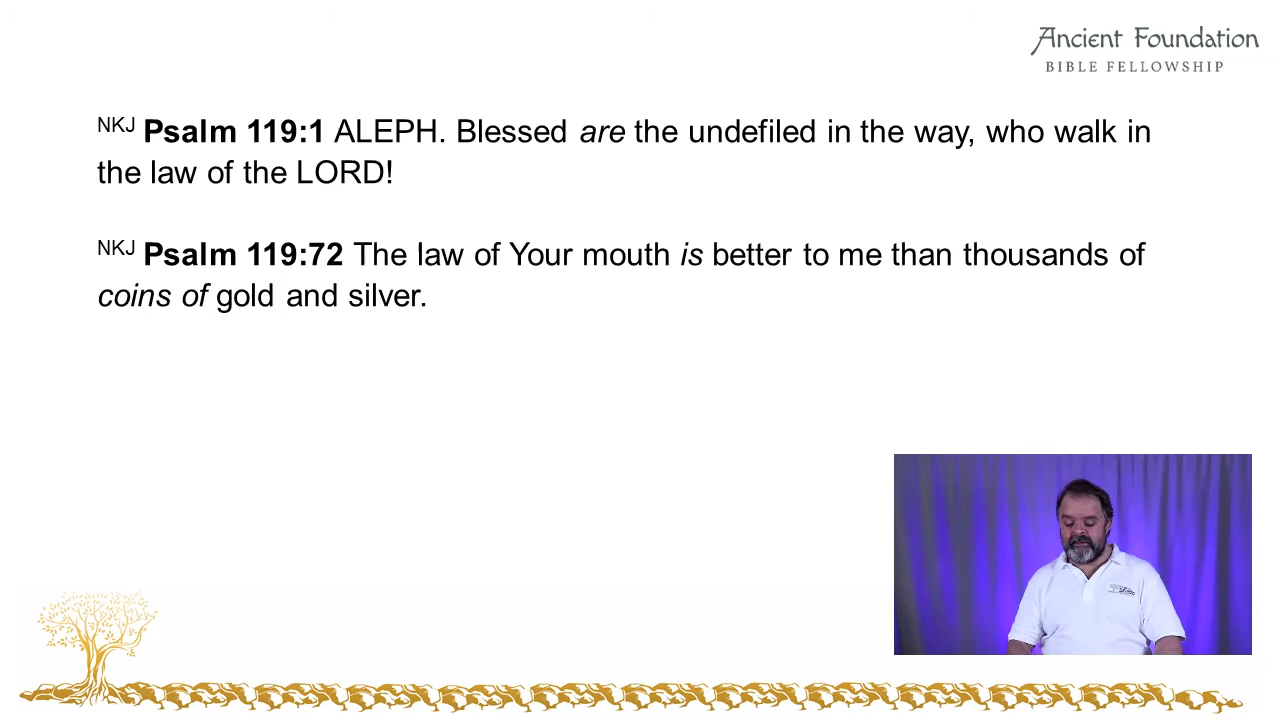 Ancient Foundation
BIBLE FELLOWSHIP
NKJ Psalm 119:1 ALEPH. Blessed are the undefiled in the way, who walk in
the law of the LORD!
NKJ Psalm 119:72 The law of Your mouth is better to me than thousands of
coins of gold and silver.